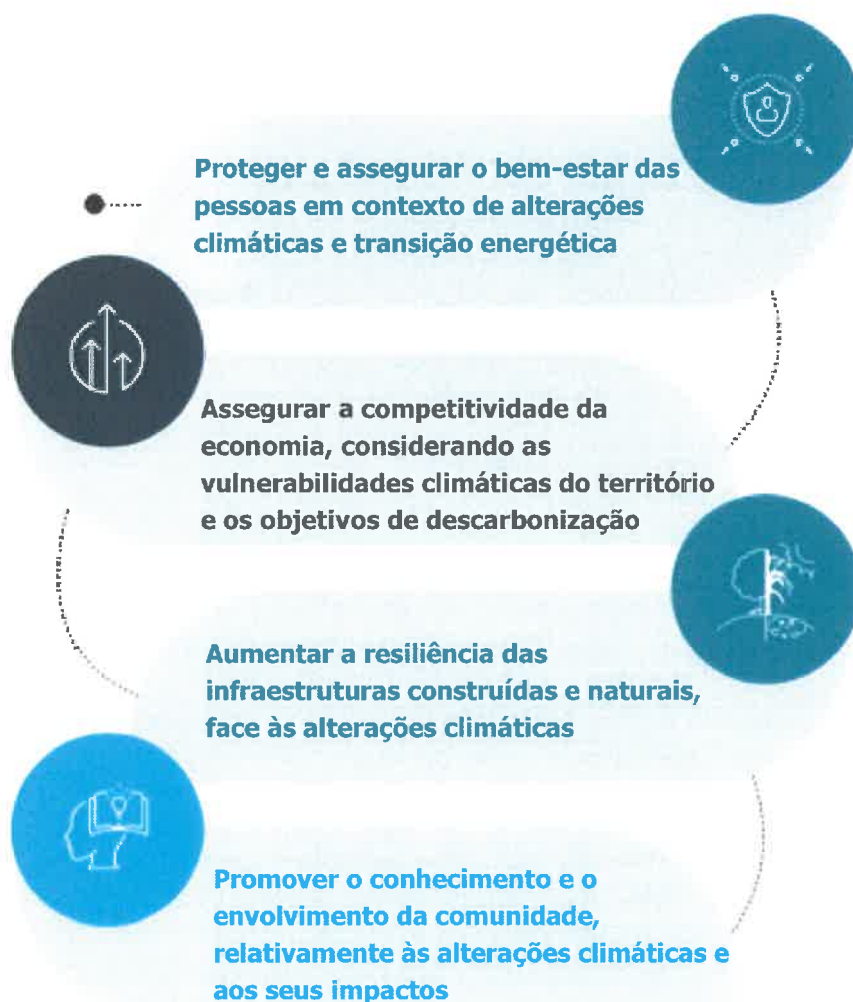 Proteger e assegurar o bem-estar das
pessoas em contexto de alterações
climáticas e transição energética
Assegurar a competitividade da
economia, considerando as
vulnerabilidades climáticas do território
e os objetivos de descarbonização
Aumentar a resiliência das
infraestruturas construídas e naturais,
face às alterações climáticas
Promover o conhecimento e o
envolvimento da comunidade,
relativamente às alterações climáticas e
aos seus impactos